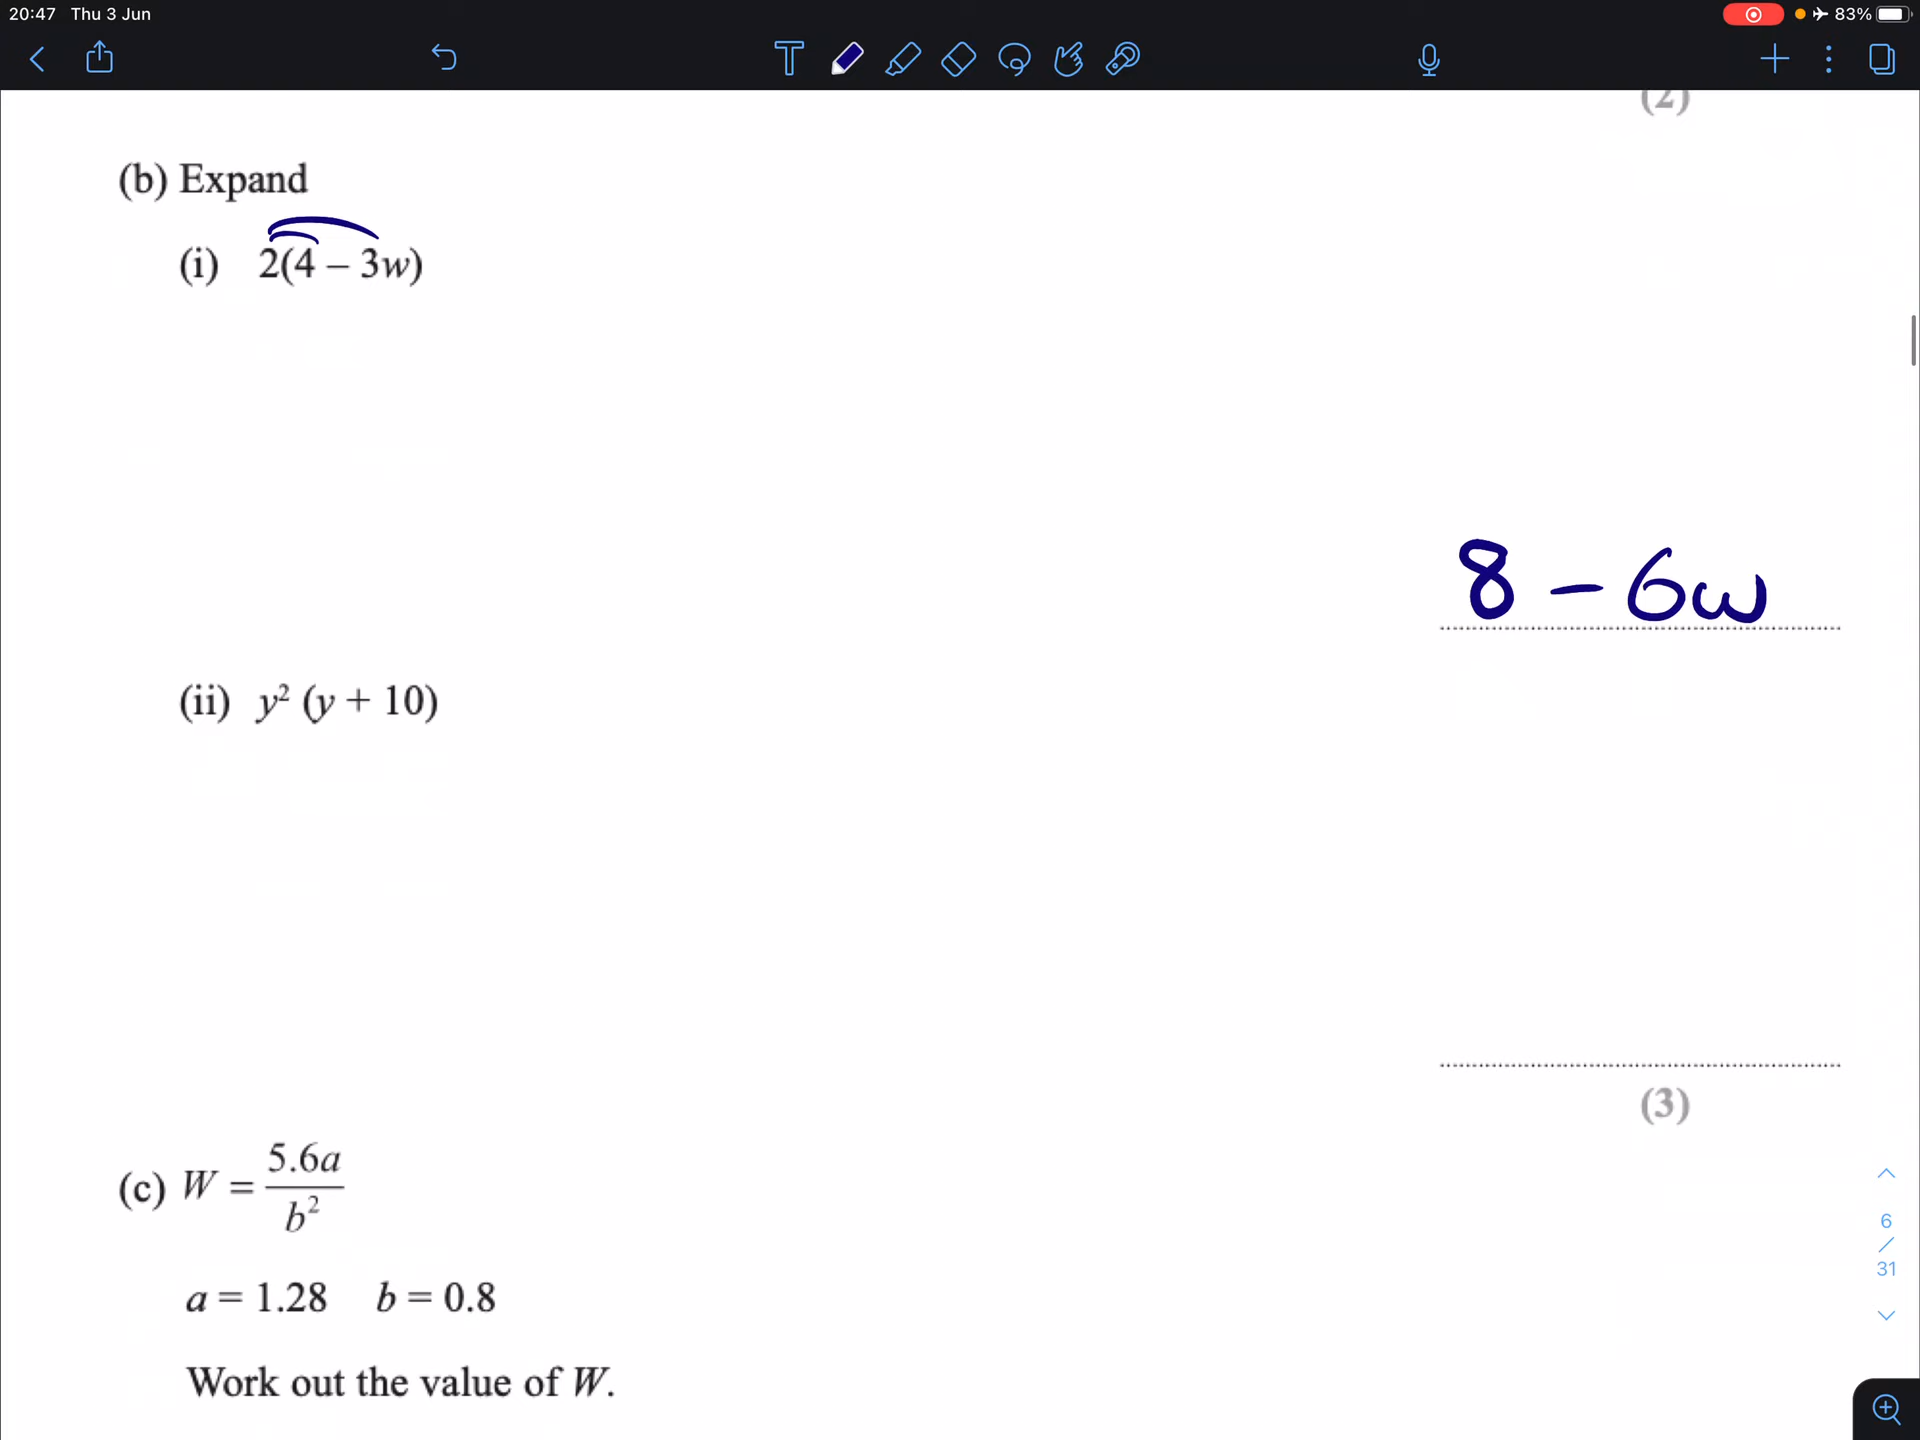 20:47 Thu 3 Jun
83%
T
(2)
(b) Expand
(i) 2(4 – 3w)
8 – 6w
(ii) y² (y + 10)
(3)
(c) W = 5.6a / b²
a = 1.28 b = 0.8
Work out the value of W.
6
/
31